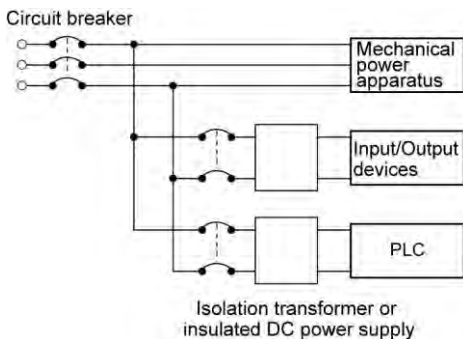 Circuit breaker
Mechanical
power
apparatus
Input/Output
devices
PLC
Isolation transformer or
insulated DC power supply